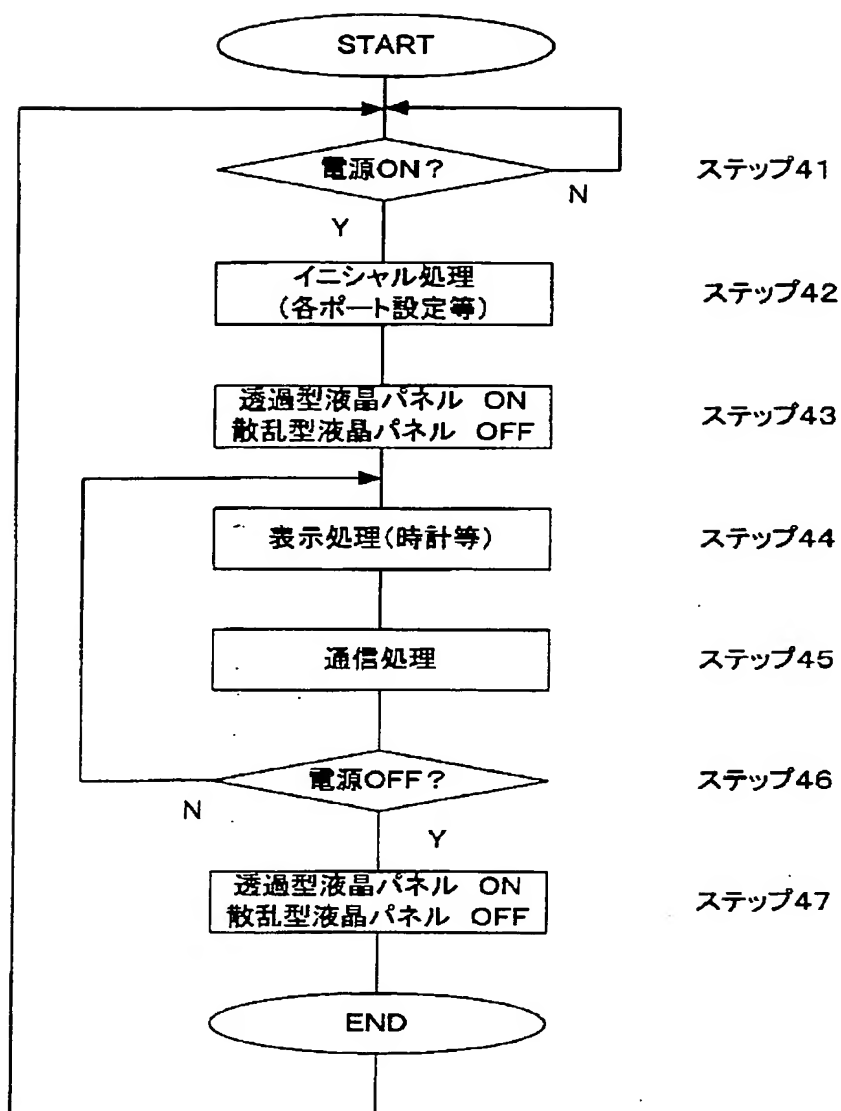 START
電源ON?
ステップ41
N
Y
イニシャル処理
(各ポート設定等)
ステップ42
透過型液晶パネル ON
散乱型液晶パネル OFF
ステップ43
表示処理(時計等)
ステップ44
通信処理
ステップ45
電源OFF?
ステップ46
N
Y
透過型液晶パネル ON
散乱型液晶パネル OFF
ステップ47
END